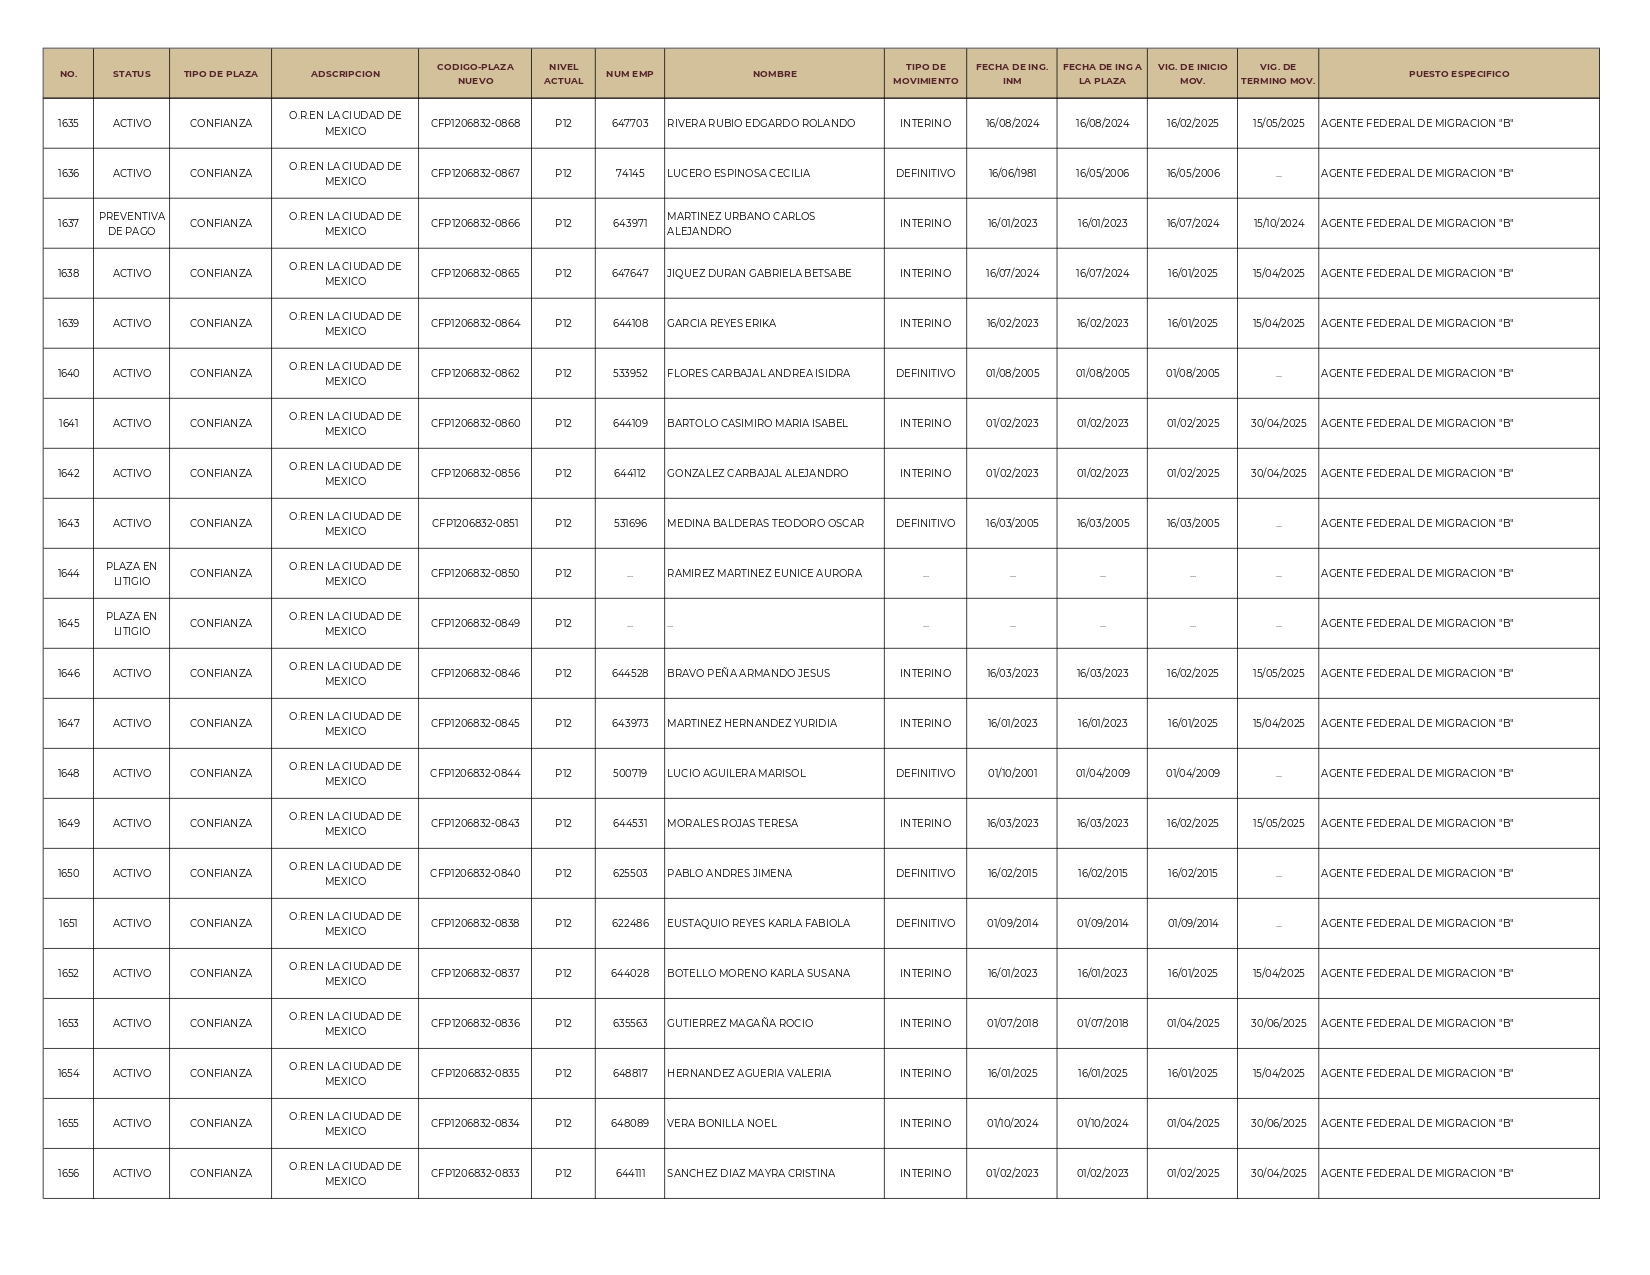 NO. STATUS TIPO DE PLAZA ADSCRIPCION CODIGO-PLAZA NUEVO NIVEL ACTUAL NUM EMP NOMBRE TIPO DE MOVIMIENTO FECHA DE ING. INM FECHA DE ING A LA PLAZA VIG. DE INICIO MOV. VIG. DE TERMINO MOV. PUESTO ESPECIFICO
1635 ACTIVO CONFIANZA O.R.EN LA CIUDAD DE MEXICO CFP1206832-0868 P12 647703 RIVERA RUBIO EDGARDO ROLANDO INTERINO 16/08/2024 16/08/2024 16/02/2025 15/05/2025 AGENTE FEDERAL DE MIGRACION "B"
1636 ACTIVO CONFIANZA O.R.EN LA CIUDAD DE MEXICO CFP1206832-0867 P12 74145 LUCERO ESPINOSA CECILIA DEFINITIVO 16/06/1981 16/05/2006 16/05/2006 ... AGENTE FEDERAL DE MIGRACION "B"
1637 PREVENTIVA DE PAGO CONFIANZA O.R.EN LA CIUDAD DE MEXICO CFP1206832-0866 P12 643971 MARTINEZ URBANO CARLOS ALEJANDRO INTERINO 16/01/2023 16/01/2023 16/07/2024 15/10/2024 AGENTE FEDERAL DE MIGRACION "B"
1638 ACTIVO CONFIANZA O.R.EN LA CIUDAD DE MEXICO CFP1206832-0865 P12 647647 JIQUEZ DURAN GABRIELA BETSABE INTERINO 16/07/2024 16/07/2024 16/01/2025 15/04/2025 AGENTE FEDERAL DE MIGRACION "B"
1639 ACTIVO CONFIANZA O.R.EN LA CIUDAD DE MEXICO CFP1206832-0864 P12 644108 GARCIA REYES ERIKA INTERINO 16/02/2023 16/02/2023 16/01/2025 15/04/2025 AGENTE FEDERAL DE MIGRACION "B"
1640 ACTIVO CONFIANZA O.R.EN LA CIUDAD DE MEXICO CFP1206832-0862 P12 533952 FLORES CARBAJAL ANDREA ISIDRA DEFINITIVO 01/08/2005 01/08/2005 01/08/2005 ... AGENTE FEDERAL DE MIGRACION "B"
1641 ACTIVO CONFIANZA O.R.EN LA CIUDAD DE MEXICO CFP1206832-0860 P12 644109 BARTOLO CASIMIRO MARIA ISABEL INTERINO 01/02/2023 01/02/2023 01/02/2025 30/04/2025 AGENTE FEDERAL DE MIGRACION "B"
1642 ACTIVO CONFIANZA O.R.EN LA CIUDAD DE MEXICO CFP1206832-0856 P12 644112 GONZALEZ CARBAJAL ALEJANDRO INTERINO 01/02/2023 01/02/2023 01/02/2025 30/04/2025 AGENTE FEDERAL DE MIGRACION "B"
1643 ACTIVO CONFIANZA O.R.EN LA CIUDAD DE MEXICO CFP1206832-0851 P12 531696 MEDINA BALDERAS TEODORO OSCAR DEFINITIVO 16/03/2005 16/03/2005 16/03/2005 ... AGENTE FEDERAL DE MIGRACION "B"
1644 PLAZA EN LITIGIO CONFIANZA O.R.EN LA CIUDAD DE MEXICO CFP1206832-0850 P12 ... RAMIREZ MARTINEZ EUNICE AURORA ... ... ... ... ... AGENTE FEDERAL DE MIGRACION "B"
1645 PLAZA EN LITIGIO CONFIANZA O.R.EN LA CIUDAD DE MEXICO CFP1206832-0849 P12 ... ... ... ... ... ... ... AGENTE FEDERAL DE MIGRACION "B"
1646 ACTIVO CONFIANZA O.R.EN LA CIUDAD DE MEXICO CFP1206832-0846 P12 644528 BRAVO PEÑA ARMANDO JESUS INTERINO 16/03/2023 16/03/2023 16/02/2025 15/05/2025 AGENTE FEDERAL DE MIGRACION "B"
1647 ACTIVO CONFIANZA O.R.EN LA CIUDAD DE MEXICO CFP1206832-0845 P12 643973 MARTINEZ HERNANDEZ YURIDIA INTERINO 16/01/2023 16/01/2023 16/01/2025 15/04/2025 AGENTE FEDERAL DE MIGRACION "B"
1648 ACTIVO CONFIANZA O.R.EN LA CIUDAD DE MEXICO CFP1206832-0844 P12 500719 LUCIO AGUILERA MARISOL DEFINITIVO 01/10/2001 01/04/2009 01/04/2009 ... AGENTE FEDERAL DE MIGRACION "B"
1649 ACTIVO CONFIANZA O.R.EN LA CIUDAD DE MEXICO CFP1206832-0843 P12 644531 MORALES ROJAS TERESA INTERINO 16/03/2023 16/03/2023 16/02/2025 15/05/2025 AGENTE FEDERAL DE MIGRACION "B"
1650 ACTIVO CONFIANZA O.R.EN LA CIUDAD DE MEXICO CFP1206832-0840 P12 625503 PABLO ANDRES JIMENA DEFINITIVO 16/02/2015 16/02/2015 16/02/2015 ... AGENTE FEDERAL DE MIGRACION "B"
1651 ACTIVO CONFIANZA O.R.EN LA CIUDAD DE MEXICO CFP1206832-0838 P12 622486 EUSTAQUIO REYES KARLA FABIOLA DEFINITIVO 01/09/2014 01/09/2014 01/09/2014 ... AGENTE FEDERAL DE MIGRACION "B"
1652 ACTIVO CONFIANZA O.R.EN LA CIUDAD DE MEXICO CFP1206832-0837 P12 644028 BOTELLO MORENO KARLA SUSANA INTERINO 16/01/2023 16/01/2023 16/01/2025 15/04/2025 AGENTE FEDERAL DE MIGRACION "B"
1653 ACTIVO CONFIANZA O.R.EN LA CIUDAD DE MEXICO CFP1206832-0836 P12 635563 GUTIERREZ MAGAÑA ROCIO INTERINO 01/07/2018 01/07/2018 01/04/2025 30/06/2025 AGENTE FEDERAL DE MIGRACION "B"
1654 ACTIVO CONFIANZA O.R.EN LA CIUDAD DE MEXICO CFP1206832-0835 P12 648817 HERNANDEZ AGUERIA VALERIA INTERINO 16/01/2025 16/01/2025 16/01/2025 15/04/2025 AGENTE FEDERAL DE MIGRACION "B"
1655 ACTIVO CONFIANZA O.R.EN LA CIUDAD DE MEXICO CFP1206832-0834 P12 648089 VERA BONILLA NOEL INTERINO 01/10/2024 01/10/2024 01/04/2025 30/06/2025 AGENTE FEDERAL DE MIGRACION "B"
1656 ACTIVO CONFIANZA O.R.EN LA CIUDAD DE MEXICO CFP1206832-0833 P12 644111 SANCHEZ DIAZ MAYRA CRISTINA INTERINO 01/02/2023 01/02/2023 01/02/2025 30/04/2025 AGENTE FEDERAL DE MIGRACION "B"